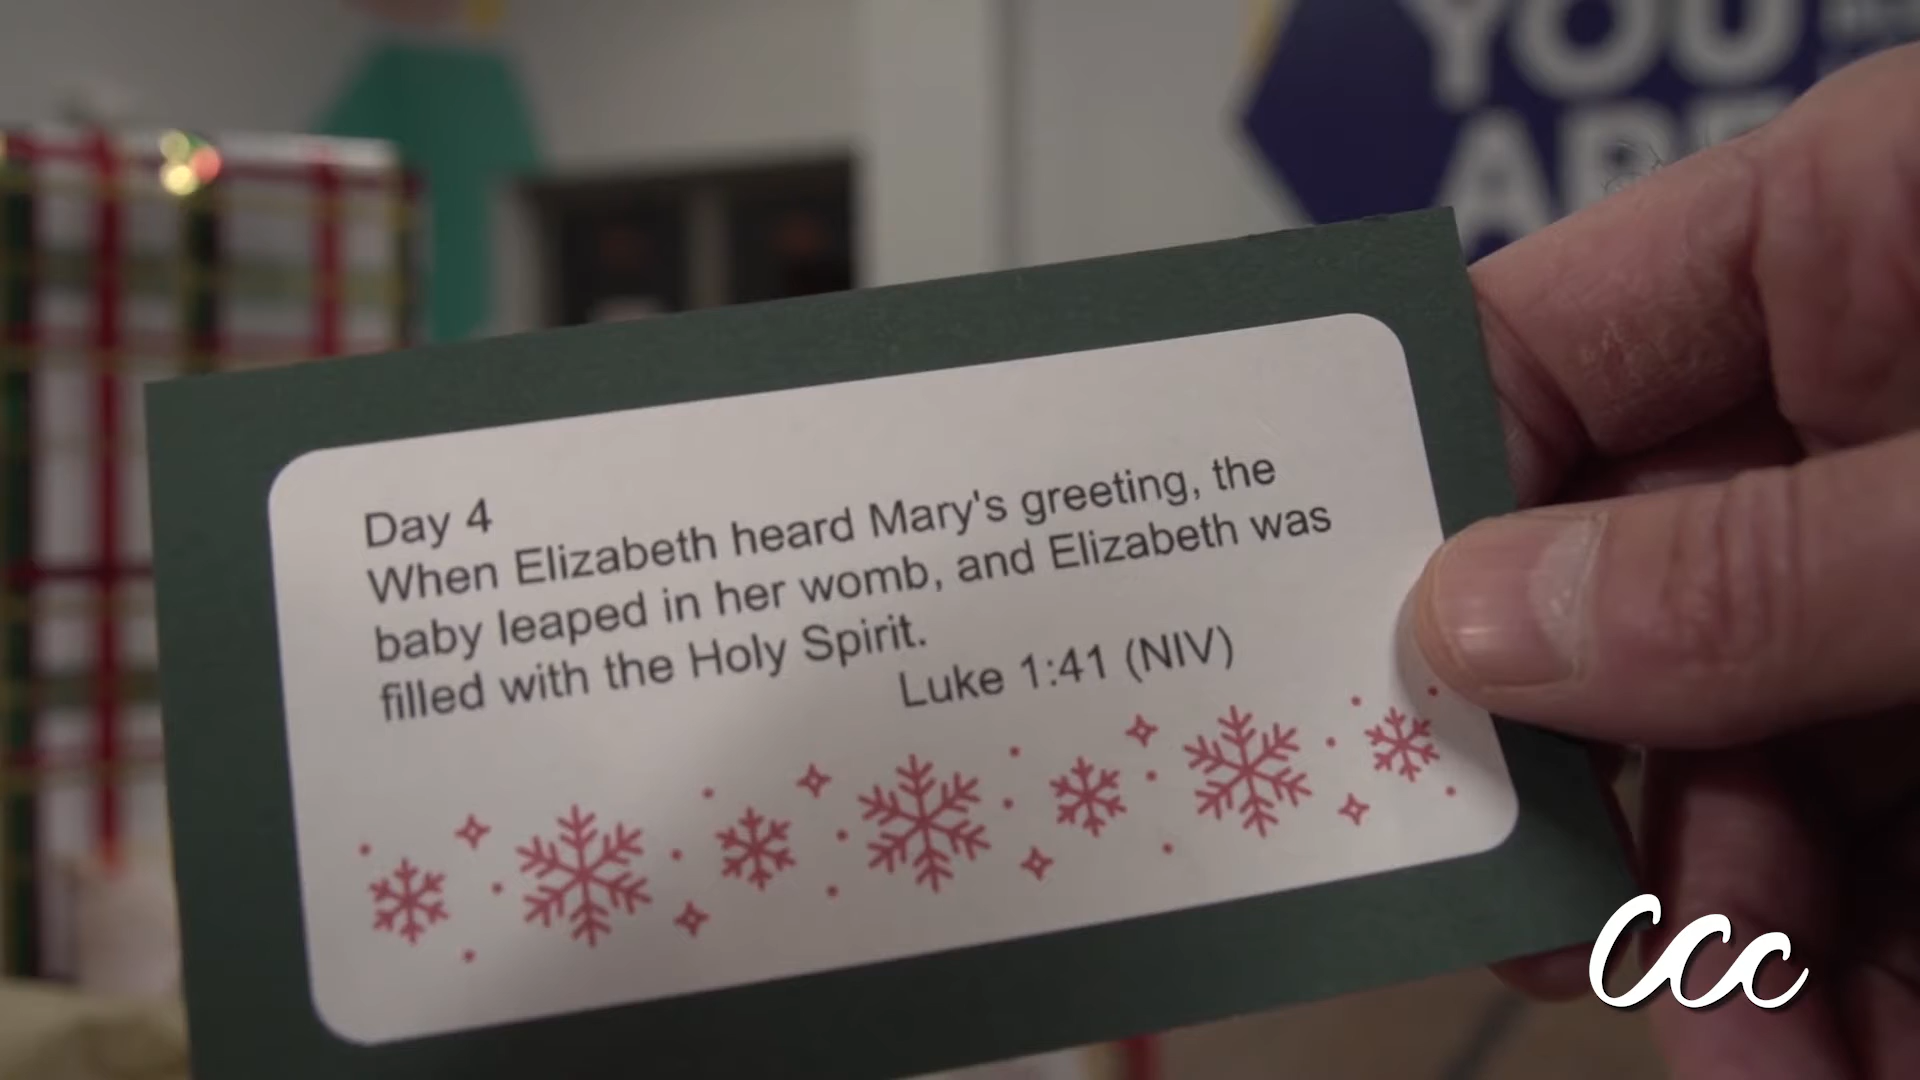 YOU
Day 4
When Elizabeth heard Mary's greeting, the
baby leaped in her womb, and Elizabeth was
filled with the Holy Spirit.
Luke 1:41 (NIV)
CCC